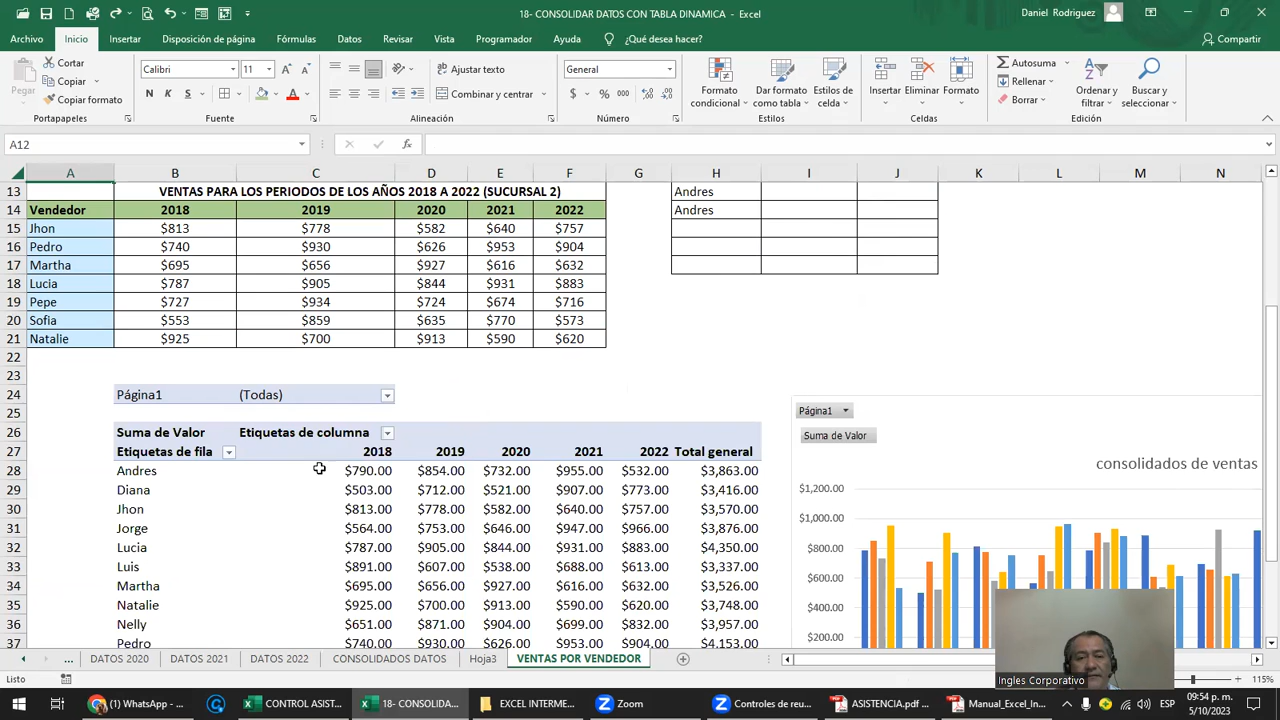 18- CONSOLIDAR DATOS CON TABLA DINAMICA - Excel
Daniel Rodriguez
Archivo Inicio Insertar Disposición de página Fórmulas Datos Revisar Vista Programador Ayuda ¿Qué desea hacer? Compartir
Pegar
Cortar
Copiar
Copiar formato
Portapapeles
Calibri 11
N K S
Fuente
Ajustar texto
Combinar y centrar
Alineación
General
$ % 000
Número
Formato condicional
Dar formato como tabla
Estilos de celda
Estilos
Insertar Eliminar Formato
Celdas
Autosuma
Rellenar
Borrar
Ordenar y filtrar
Buscar y seleccionar
Edición
A12 fx
A B C D E F G H I J K L M N
13 VENTAS PARA LOS PERIODOS DE LOS AÑOS 2018 A 2022 (SUCURSAL 2) Andres
14 Vendedor 2018 2019 2020 2021 2022 Andres
15 Jhon $813 $778 $582 $640 $757
16 Pedro $740 $930 $626 $953 $904
17 Martha $695 $656 $927 $616 $632
18 Lucia $787 $905 $844 $931 $883
19 Pepe $727 $934 $724 $674 $716
20 Sofia $553 $859 $635 $770 $573
21 Natalie $925 $700 $913 $590 $620
22
23
24 Página1 (Todas)
25
26 Suma de Valor Etiquetas de columna
27 Etiquetas de fila 2018 2019 2020 2021 2022 Total general
28 Andres $790.00 $854.00 $732.00 $955.00 $532.00 $3,863.00
29 Diana $503.00 $712.00 $521.00 $907.00 $773.00 $3,416.00
30 Jhon $813.00 $778.00 $582.00 $640.00 $757.00 $3,570.00
31 Jorge $564.00 $753.00 $646.00 $947.00 $966.00 $3,876.00
32 Lucia $787.00 $905.00 $844.00 $931.00 $883.00 $4,350.00
33 Luis $891.00 $607.00 $538.00 $688.00 $613.00 $3,337.00
34 Martha $695.00 $656.00 $927.00 $616.00 $632.00 $3,526.00
35 Natalie $925.00 $700.00 $913.00 $590.00 $620.00 $3,748.00
36 Nelly $651.00 $871.00 $904.00 $699.00 $832.00 $3,957.00
37 Pedro $740.00 $930.00 $626.00 $953.00 $904.00 $4,153.00
Página1
Suma de Valor
consolidados de ventas
$1,200.00
$1,000.00
$800.00
$600.00
$400.00
$200.00
Ingles Corporativo
... DATOS 2020 DATOS 2021 DATOS 2022 CONSOLIDADOS DATOS Hoja3 VENTAS POR VENDEDOR
Listo
115%
(1) WhatsApp - ... CONTROL ASIST... 18- CONSOLIDA... EXCEL INTERME... Zoom Controles de reu... ASISTENCIA.pdf ... Manual_Excel_In...
ESP
09:54 p. m.
5/10/2023